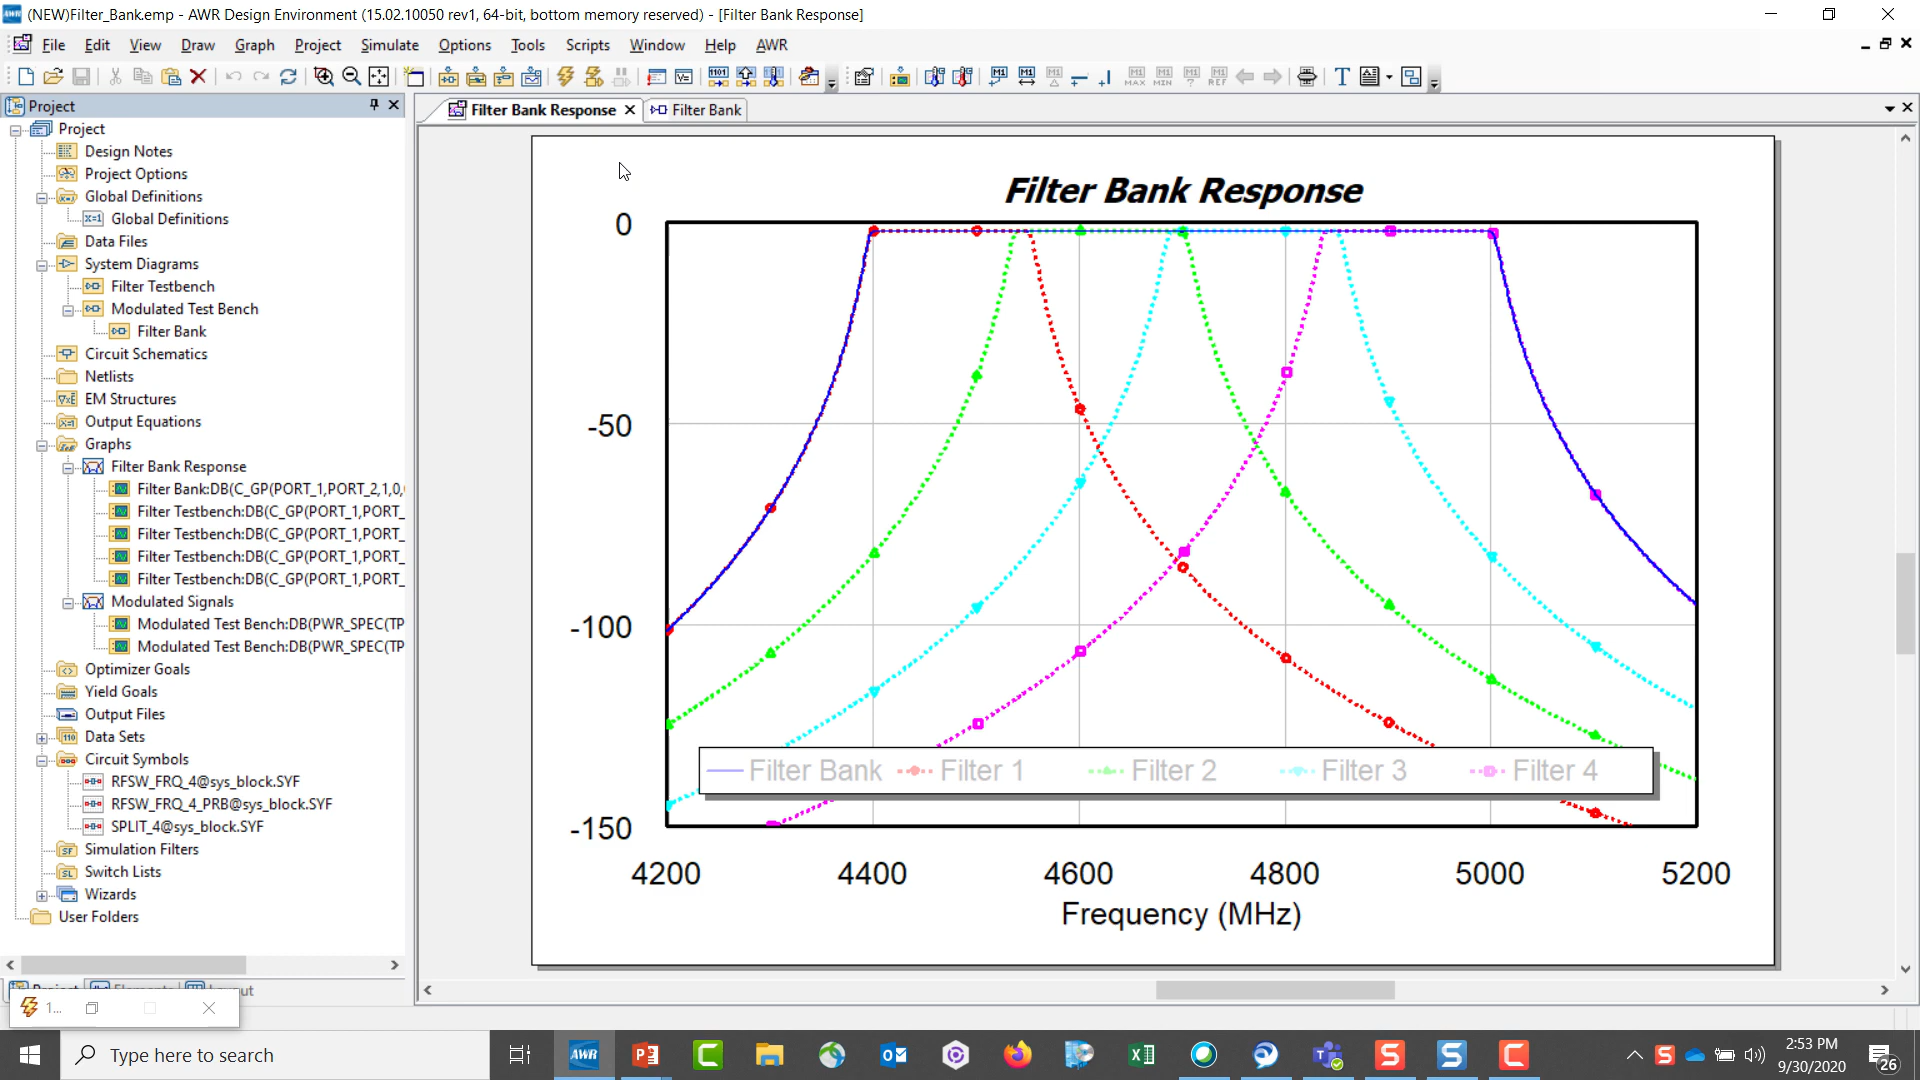 (NEW)Filter_Bank.emp - AWR Design Environment (15.02.10050 rev1, 64-bit, bottom memory reserved) - [Filter Bank Response]
File Edit View Draw Graph Project Simulate Options Tools Scripts Window Help AWR
Project
Filter Bank Response
Filter Bank
Project
Design Notes
Project Options
Global Definitions
Global Definitions
Data Files
System Diagrams
Filter Testbench
Modulated Test Bench
Filter Bank
Circuit Schematics
Netlists
EM Structures
Output Equations
Graphs
Filter Bank Response
Filter Bank:DB(C_GP(PORT_1,PORT_2,1,0,
Filter Testbench:DB(C_GP(PORT_1,PORT_
Filter Testbench:DB(C_GP(PORT_1,PORT_
Filter Testbench:DB(C_GP(PORT_1,PORT_
Filter Testbench:DB(C_GP(PORT_1,PORT_
Modulated Signals
Modulated Test Bench:DB(PWR_SPEC(TP
Modulated Test Bench:DB(PWR_SPEC(TP
Optimizer Goals
Yield Goals
Output Files
Data Sets
Circuit Symbols
RFSW_FRQ_4@sys_block.SYF
RFSW_FRQ_4_PRB@sys_block.SYF
SPLIT_4@sys_block.SYF
Simulation Filters
Switch Lists
Wizards
User Folders
1...
Filter Bank Response
0
-50
-100
-150
Filter Bank Filter 1 Filter 2 Filter 3 Filter 4
4200 4400 4600 4800 5000 5200
Frequency (MHz)
Type here to search
AWR
2:53 PM
9/30/2020
26